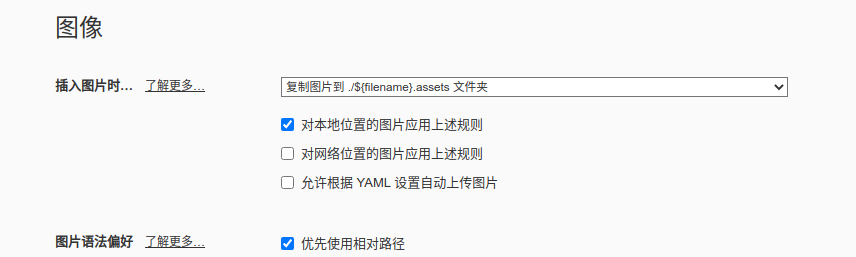 图像
插入图片时… 了解更多…
复制图片到 ./${filename}.assets 文件夹
对本地位置的图片应用上述规则
对网络位置的图片应用上述规则
允许根据 YAML 设置自动上传图片
图片语法偏好 了解更多…
优先使用相对路径